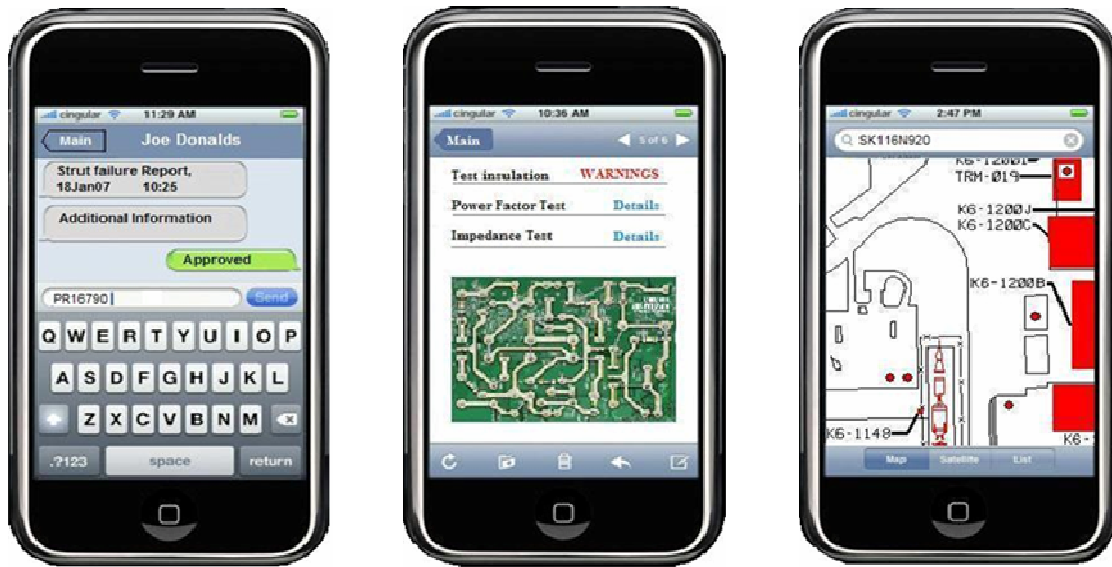 cingular 11:29 AM
Main Joe Donalds
Strut failure Report,
18Jan07 10:25
Additional Information
Approved
PR16790
Send
Q W E R T Y U I O P
A S D F G H J K L
Z X C V B N M
.?123 space return
cingular 10:36 AM
Main 5 of 6
Test insulation WARNINGS
Power Factor Test Details
Impedance Test Details
cingular 2:47 PM
SK116N920
TRM-019
K6-1200J
K6-1200C
K6-1200B
K6-1148
K6-
Map Satellite List